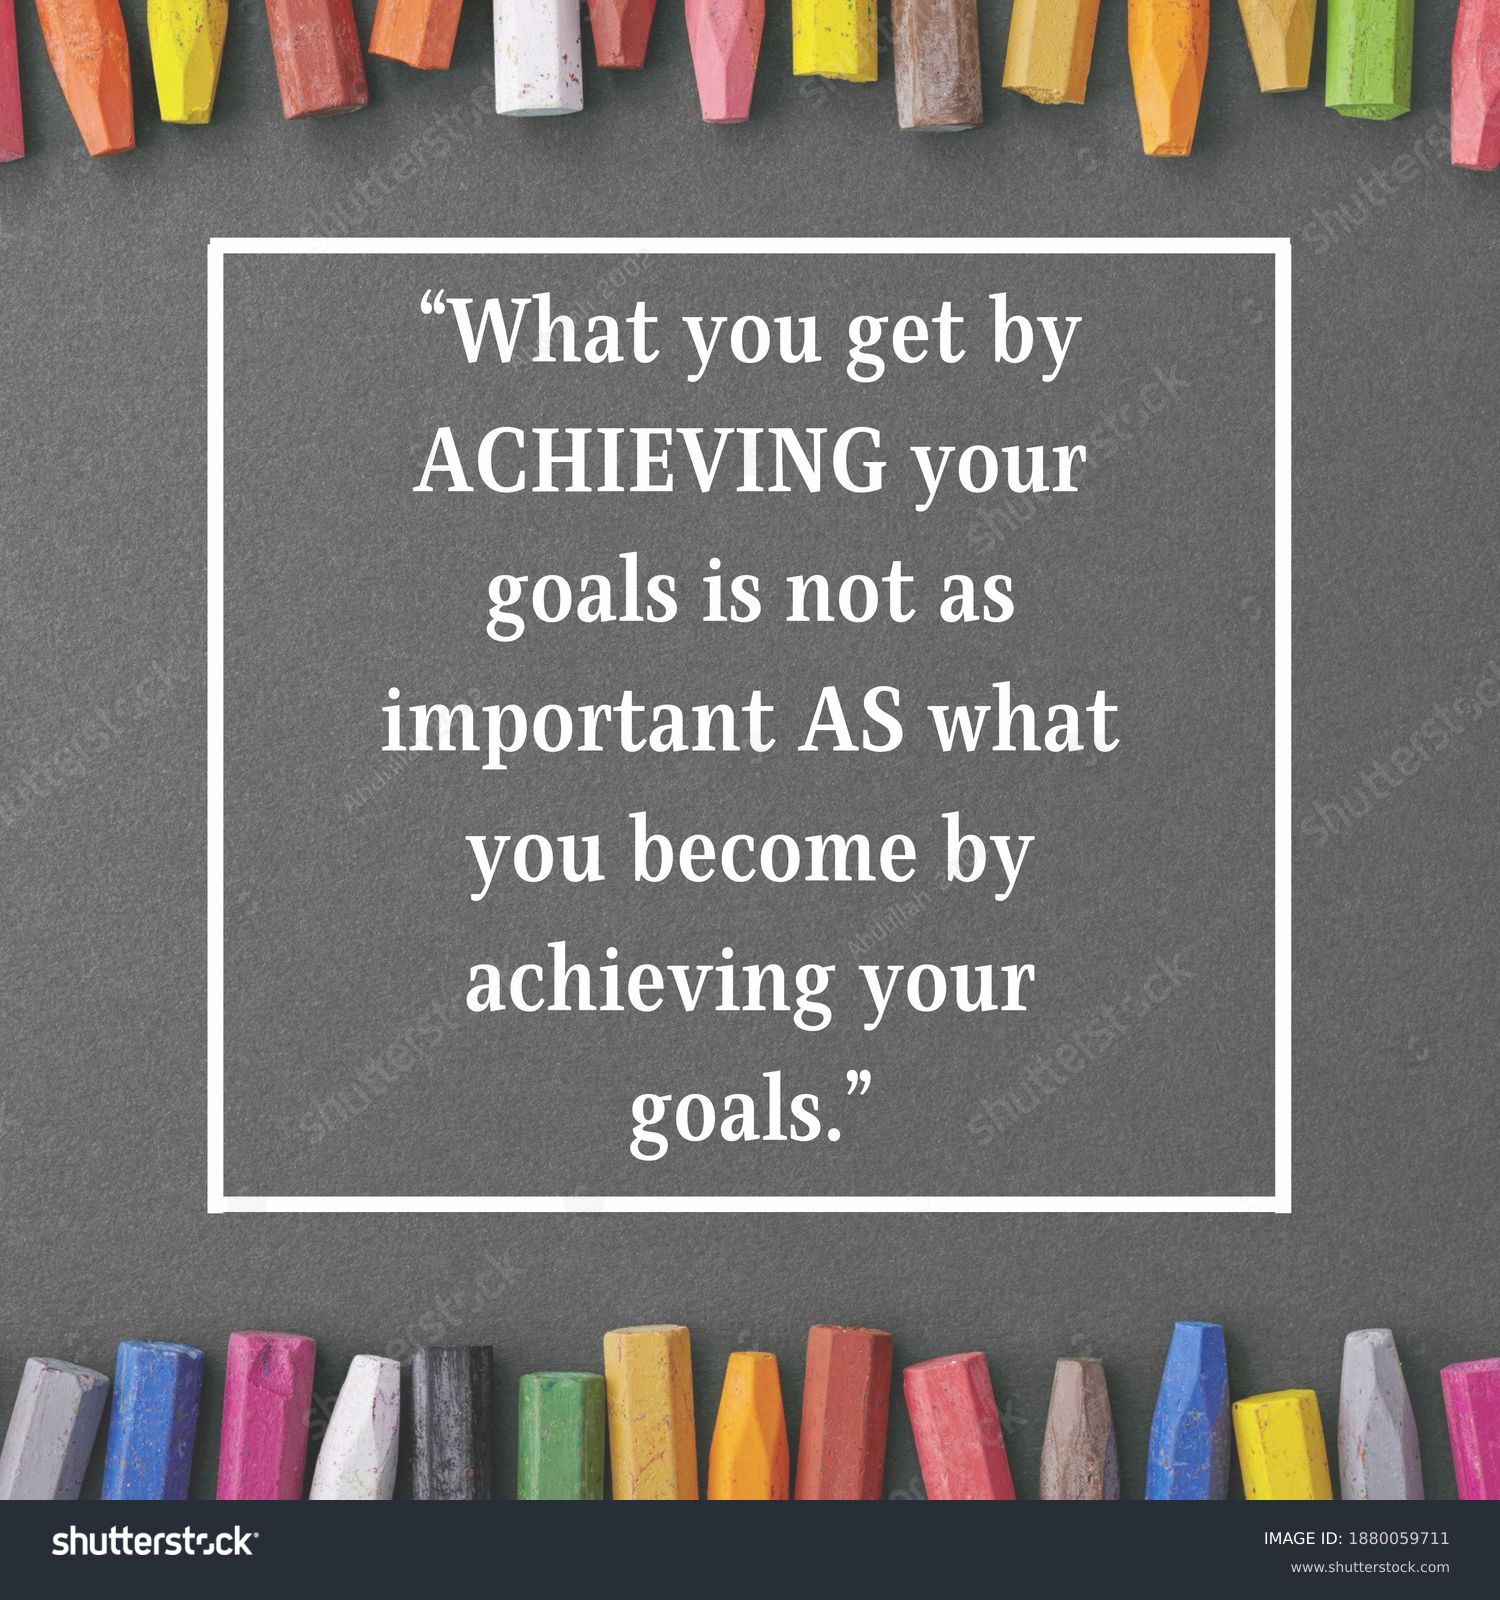 “What you get by
ACHIEVING your
goals is not as
important AS what
you become by
achieving your
goals.”
shutterstock
IMAGE ID: 1880059711
www.shutterstock.com